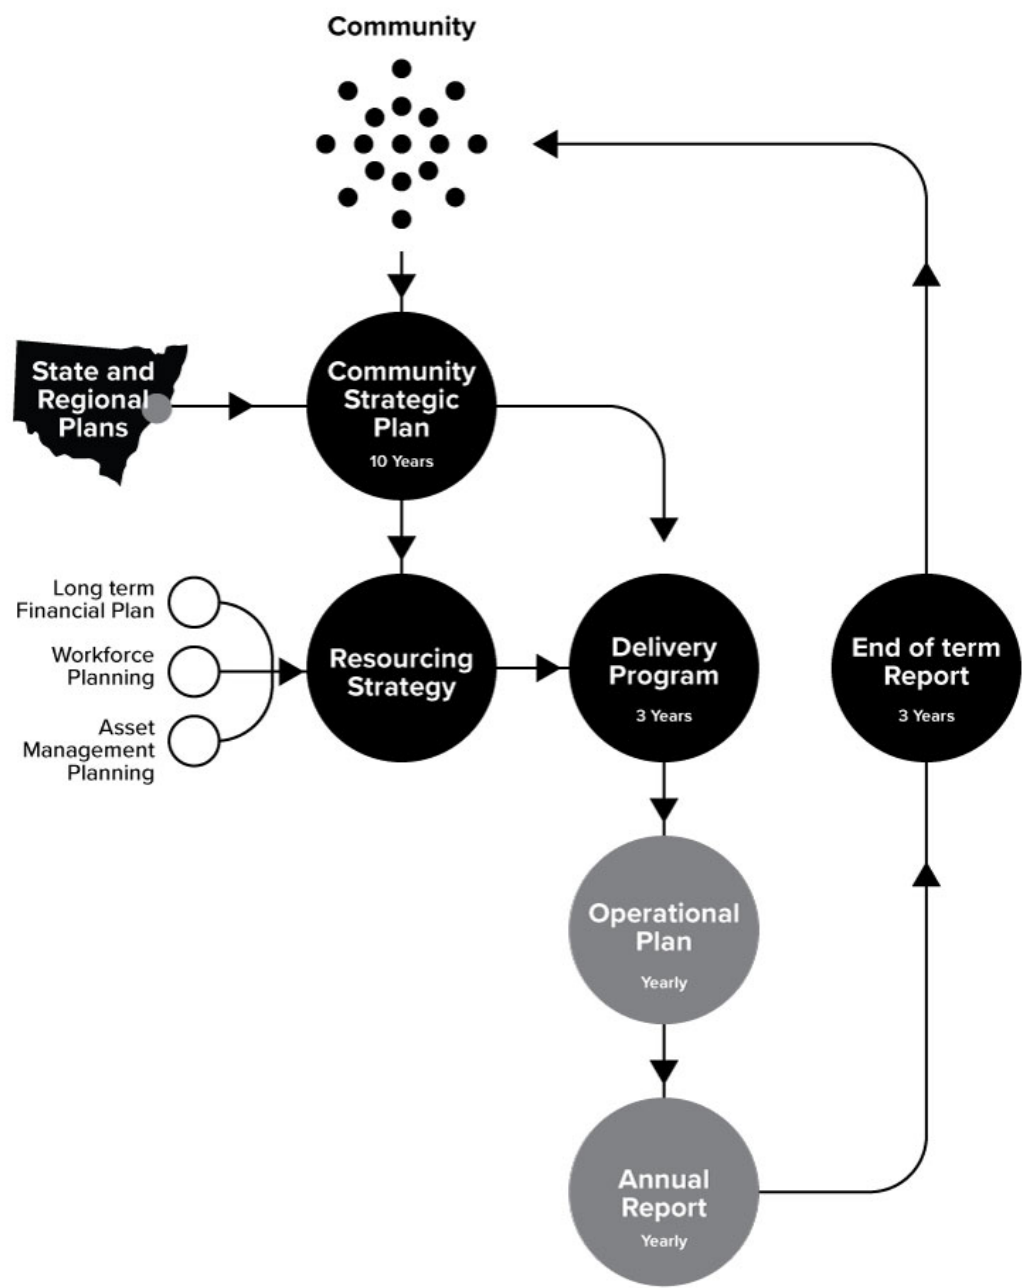 Community
State and
Regional
Plans
Community
Strategic
Plan
10 Years
Long term
Financial Plan
Workforce
Planning
Asset
Management
Planning
Resourcing
Strategy
Delivery
Program
3 Years
End of term
Report
3 Years
Operational
Plan
Yearly
Annual
Report
Yearly